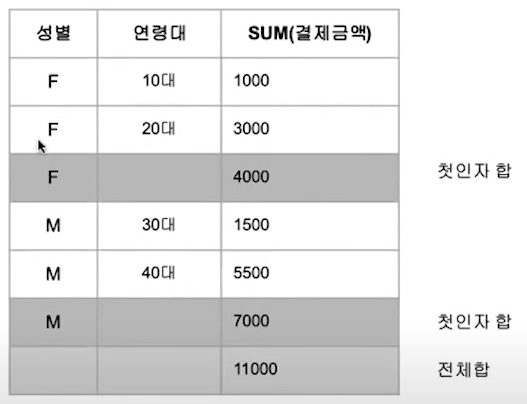 성별 연령대 SUM(결제금액)
F 10대 1000
F 20대 3000
F 4000 첫인자 합
M 30대 1500
M 40대 5500
M 7000 첫인자 합
11000 전체합